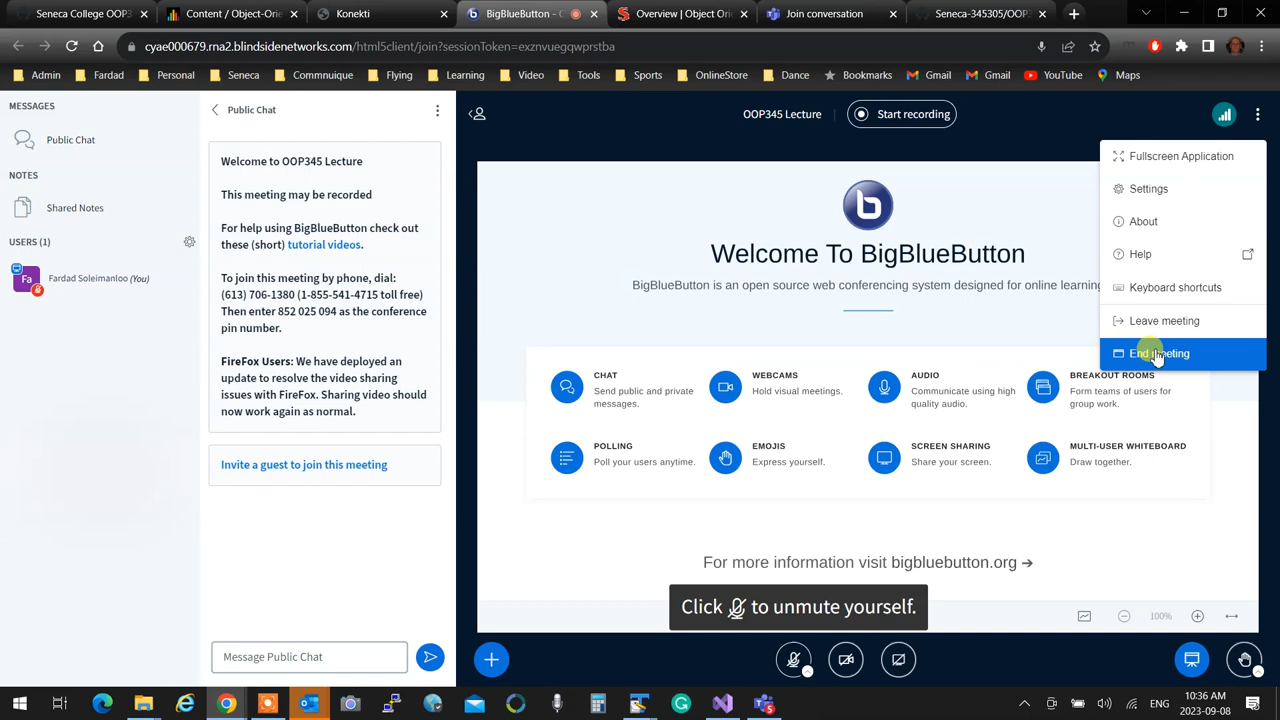 Seneca College OOP3
Content / Object-Orie
Konekti
BigBlueButton - O
Overview | Object Ori
Join conversation
Seneca-345305/OOP3
cyae000679.rna2.blindsidenetworks.com/html5client/join?sessionToken=exznvuegqwprstba
Admin
Fardad
Personal
Seneca
Commnuique
Flying
Learning
Video
Tools
Sports
OnlineStore
Dance
Bookmarks
Gmail
Gmail
YouTube
Maps
MESSAGES
Public Chat
NOTES
Shared Notes
USERS (1)
Fa
Fardad Soleimanloo (You)
Public Chat
Welcome to OOP345 Lecture
This meeting may be recorded
For help using BigBlueButton check out
these (short) tutorial videos.
To join this meeting by phone, dial:
(613) 706-1380 (1-855-541-4715 toll free)
Then enter 852 025 094 as the conference
pin number.
FireFox Users: We have deployed an
update to resolve the video sharing
issues with FireFox. Sharing video should
now work again as normal.
Invite a guest to join this meeting
Message Public Chat
OOP345 Lecture
Start recording
Fullscreen Application
Settings
About
Help
Keyboard shortcuts
Leave meeting
End meeting
b
Welcome To BigBlueButton
BigBlueButton is an open source web conferencing system designed for online learning
CHAT
Send public and private
messages.
WEBCAMS
Hold visual meetings.
AUDIO
Communicate using high
quality audio.
BREAKOUT ROOMS
Form teams of users for
group work.
POLLING
Poll your users anytime.
EMOJIS
Express yourself.
SCREEN SHARING
Share your screen.
MULTI-USER WHITEBOARD
Draw together.
For more information visit bigbluebutton.org →
Click to unmute yourself.
100%
ENG
10:36 AM
2023-09-08